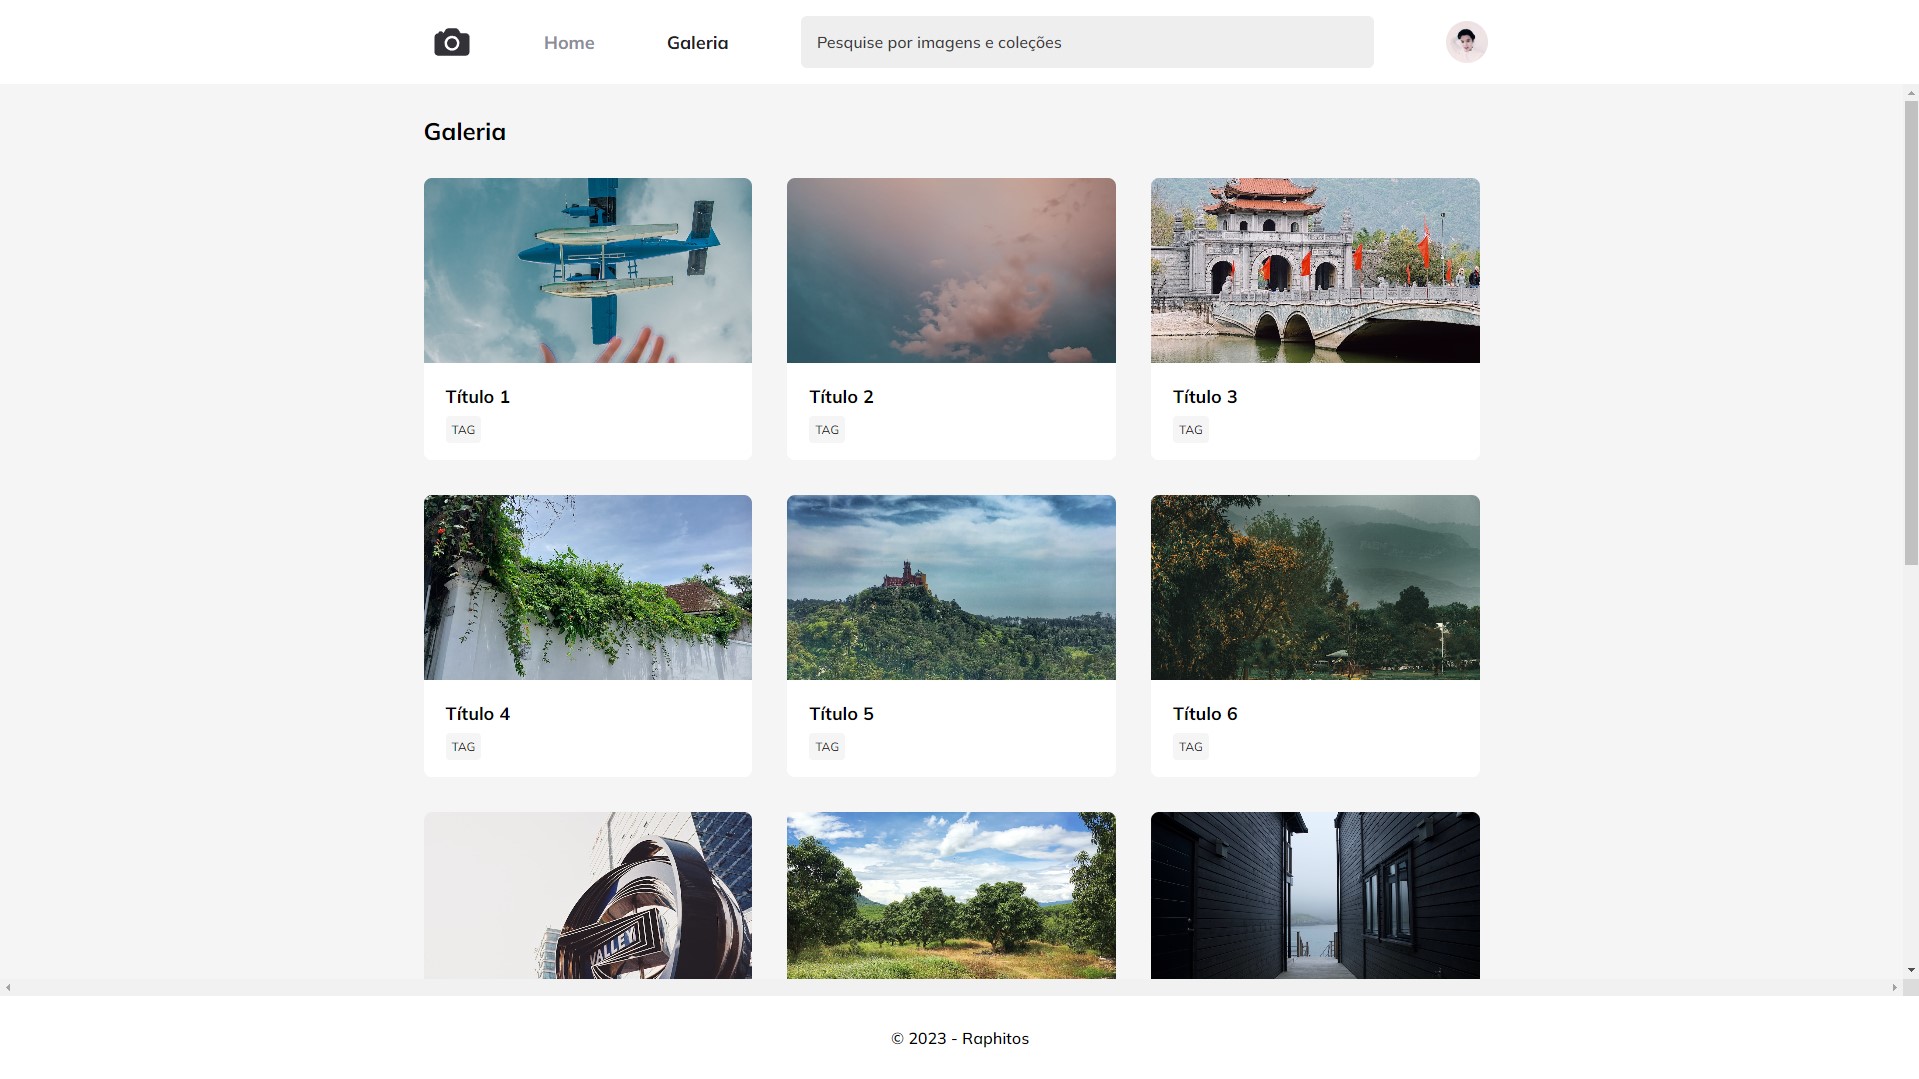 Home
Galeria
Pesquise por imagens e coleções
Galeria
Título 1
TAG
Título 2
TAG
Título 3
TAG
Título 4
TAG
Título 5
TAG
Título 6
TAG
VALLEY
© 2023 - Raphitos